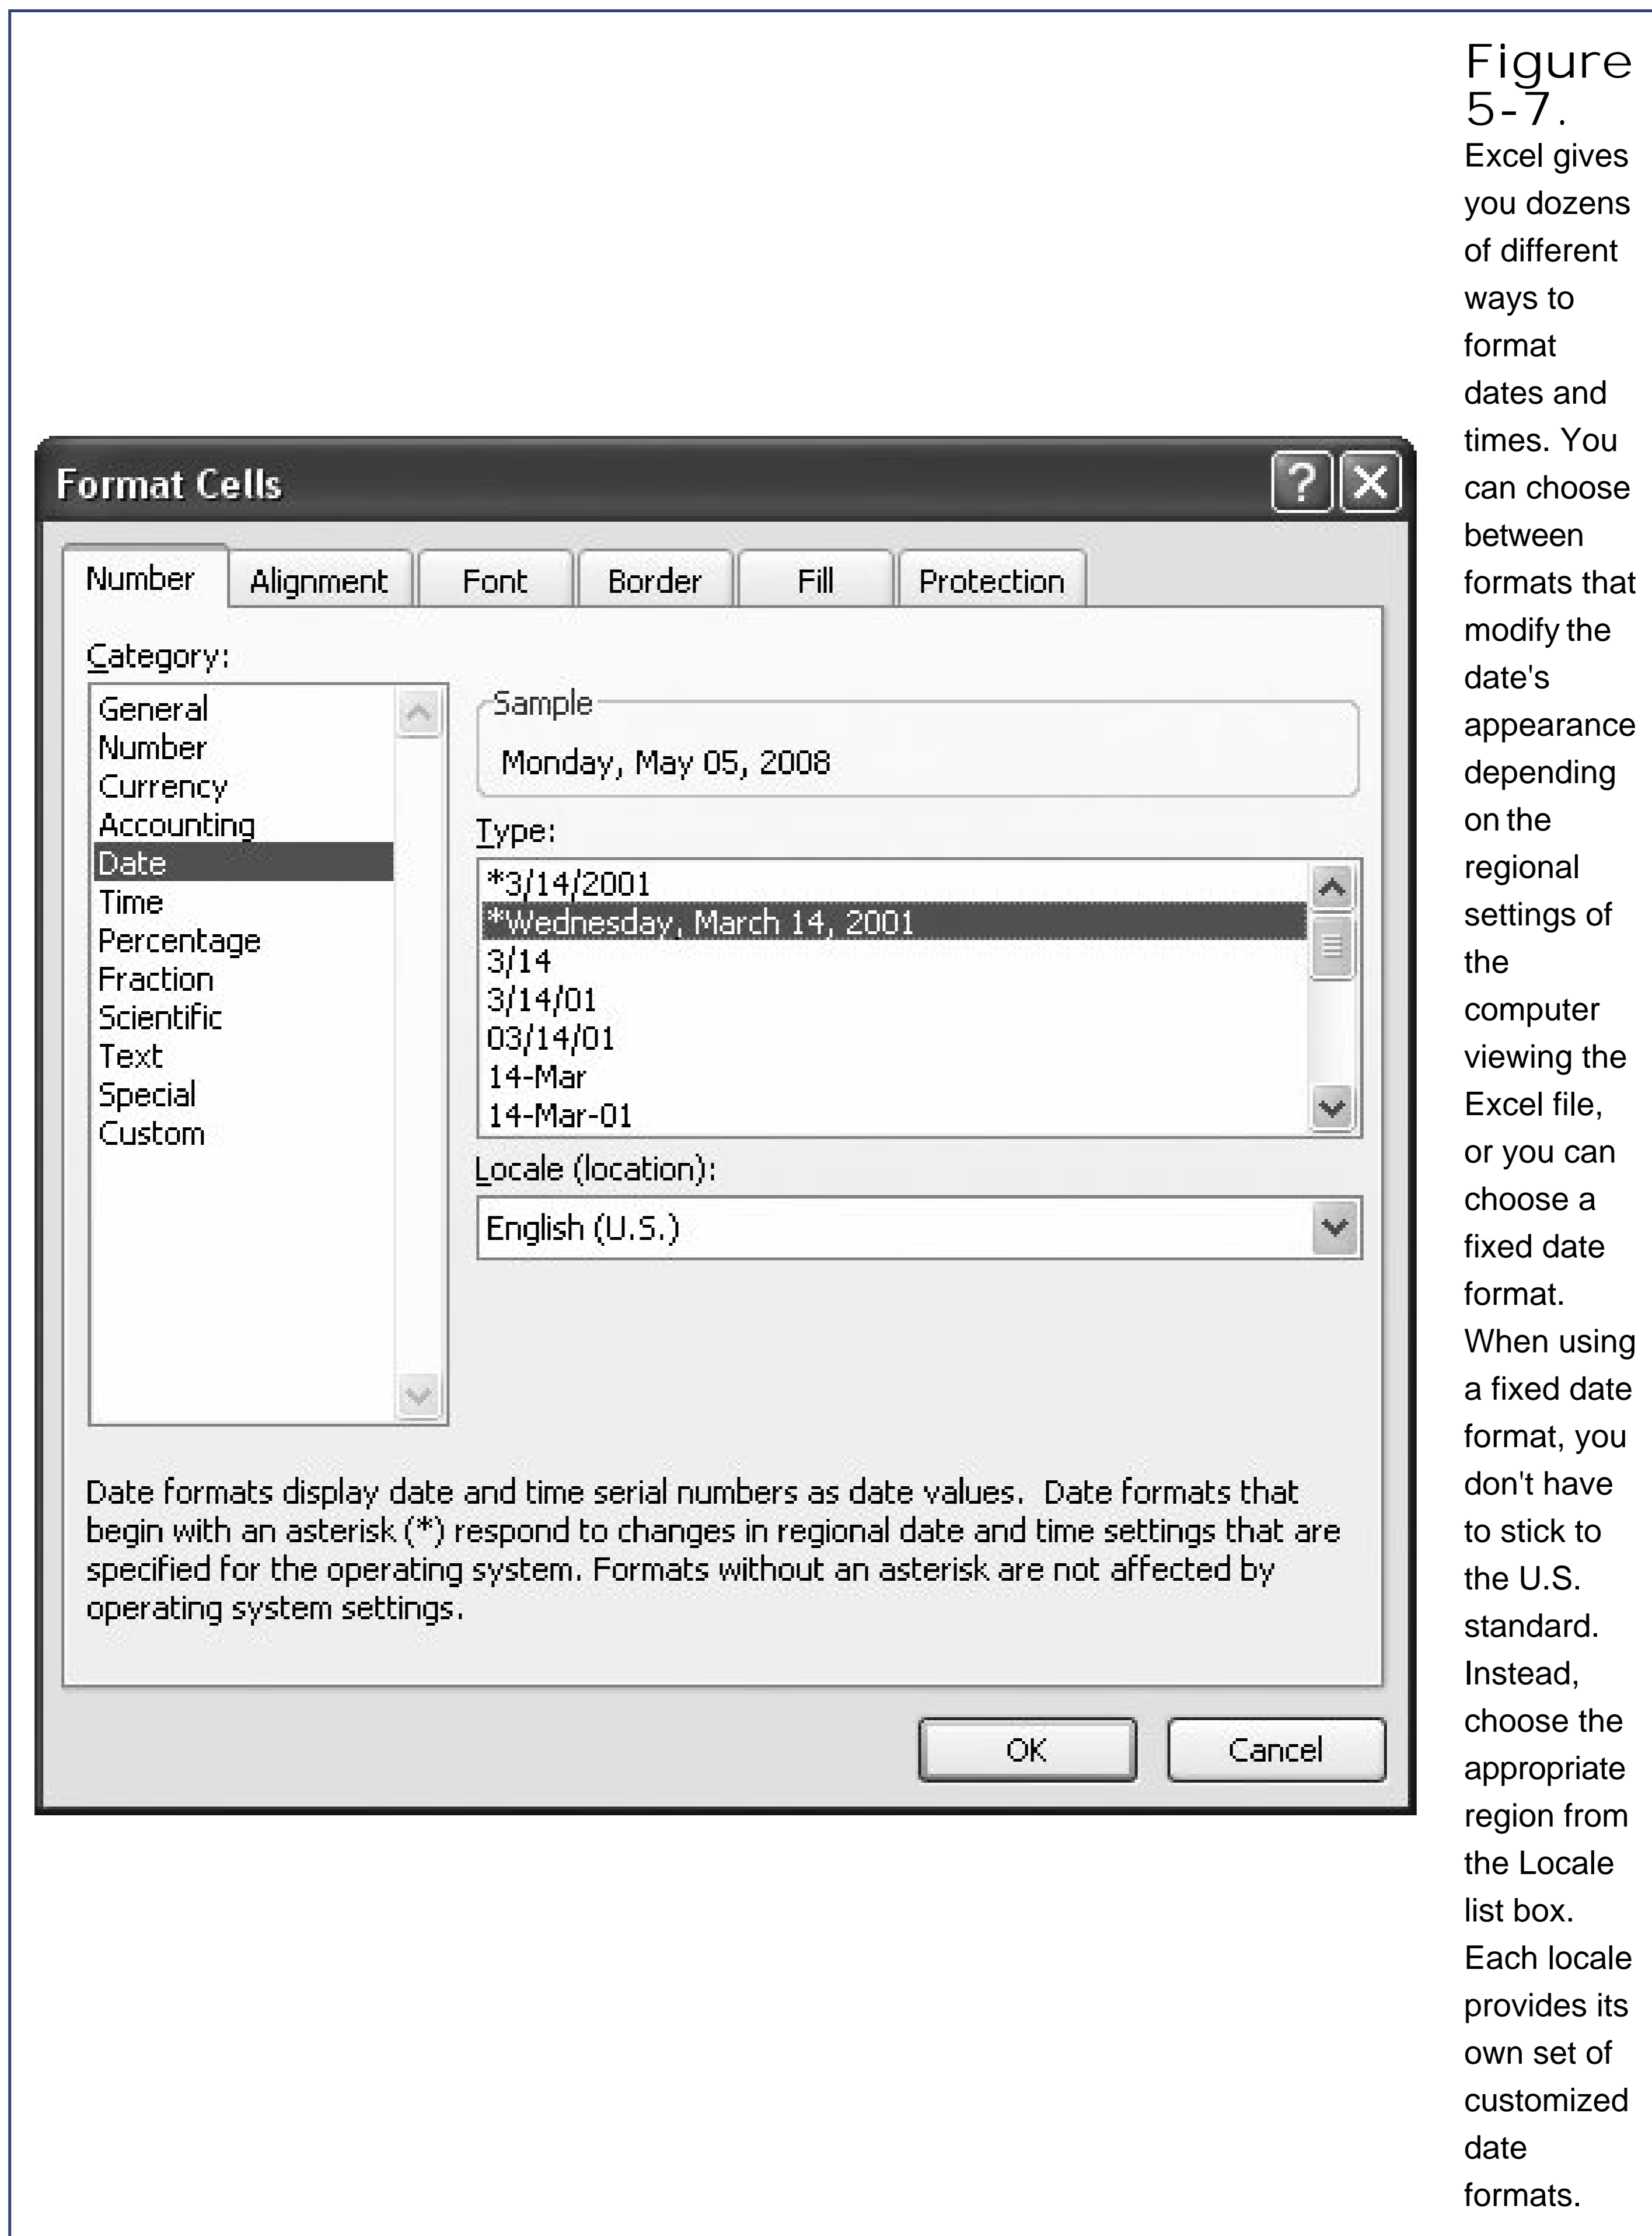 Figure
5-7.
Excel gives
you dozens
of different
ways to
format
dates and
times. You
can choose
between
formats that
modify the
date's
appearance
depending
on the
regional
settings of
the
computer
viewing the
Excel file,
or you can
choose a
fixed date
format.
When using
a fixed date
format, you
don't have
to stick to
the U.S.
standard.
Instead,
choose the
appropriate
region from
the Locale
list box.
Each locale
provides its
own set of
customized
date
formats.
Format Cells
Number Alignment Font Border Fill Protection
Category:
General
Number
Currency
Accounting
Date
Time
Percentage
Fraction
Scientific
Text
Special
Custom
Sample
Monday, May 05, 2008
Type:
*3/14/2001
*Wednesday, March 14, 2001
3/14
3/14/01
03/14/01
14-Mar
14-Mar-01
Locale (location):
English (U.S.)
Date formats display date and time serial numbers as date values.  Date formats that
begin with an asterisk (*) respond to changes in regional date and time settings that are
specified for the operating system. Formats without an asterisk are not affected by
operating system settings.
OK Cancel